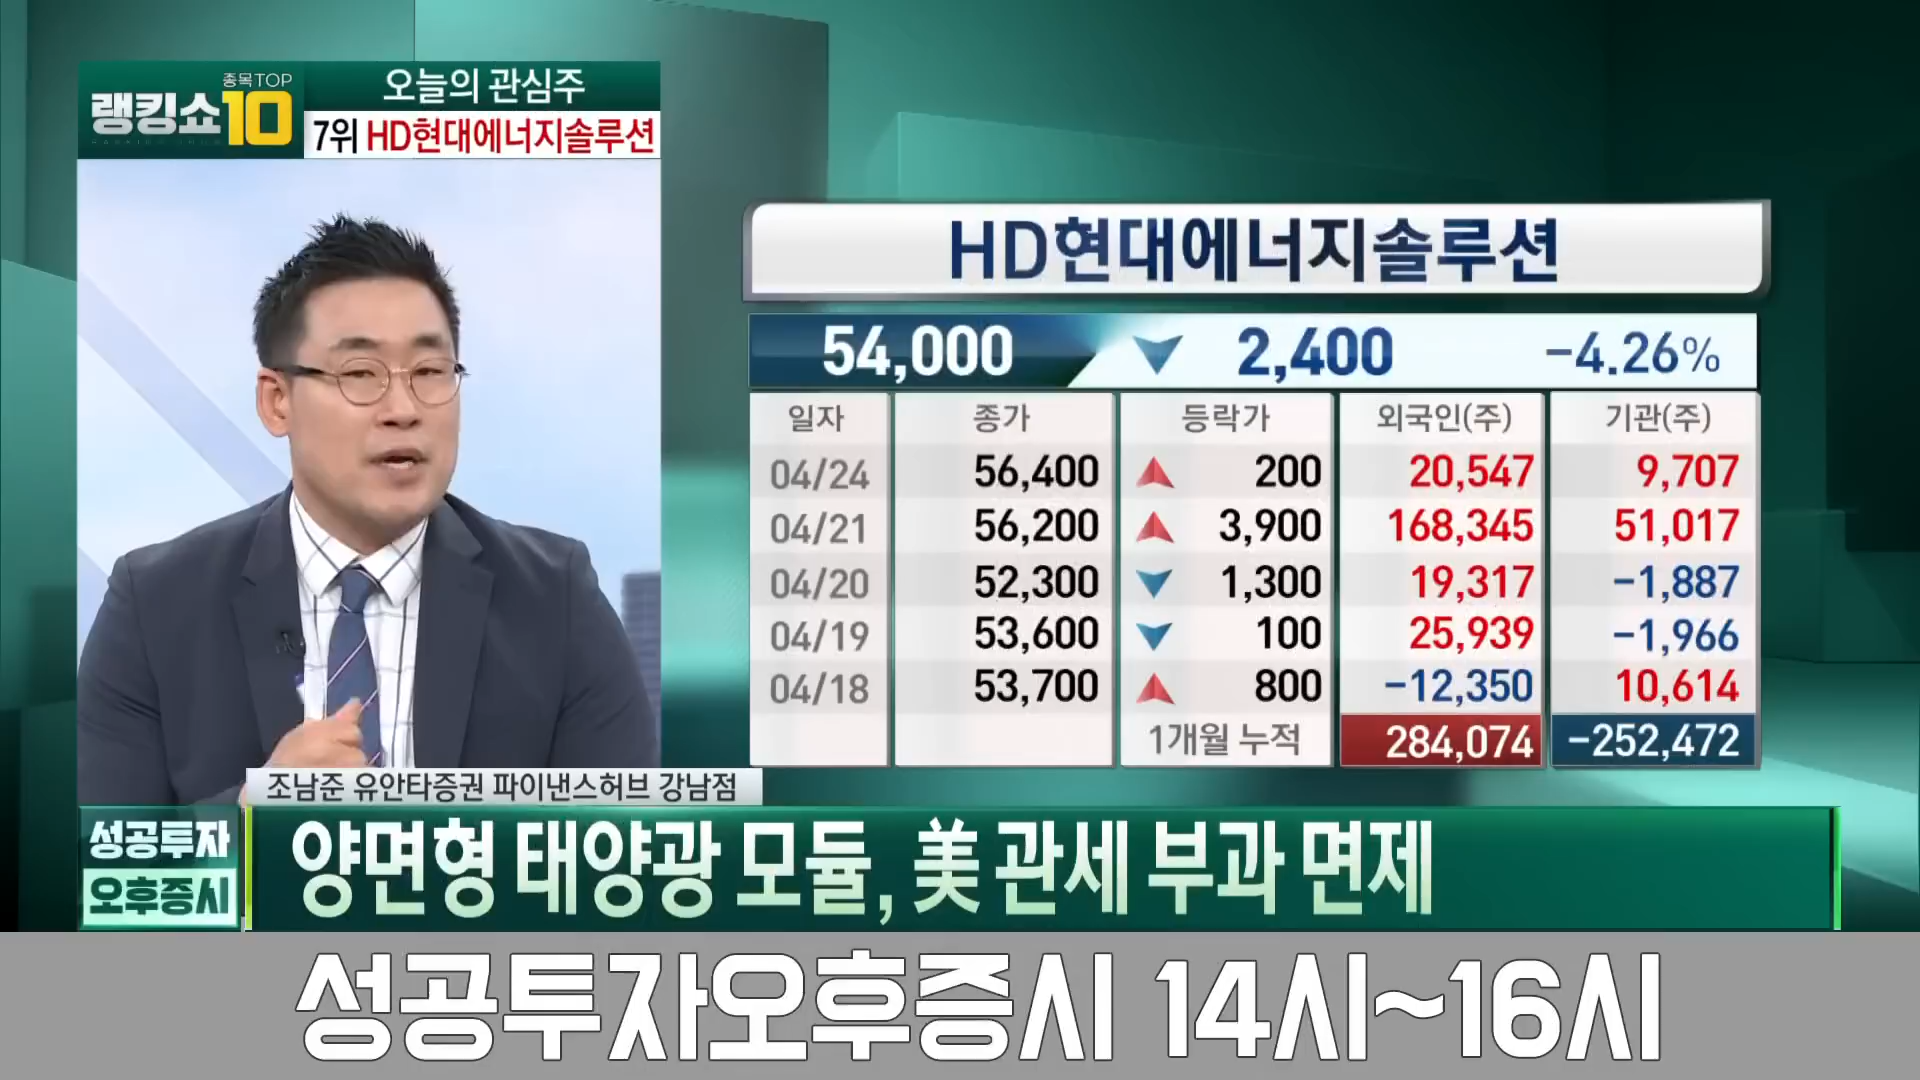 종목TOP
랭킹쇼10
오늘의 관심주
7위 HD현대에너지솔루션
HD현대에너지솔루션
54,000 2,400 -4.26%
일자 종가 등락가 외국인(주) 기관(주)
04/24 56,400 200 20,547 9,707
04/21 56,200 3,900 168,345 51,017
04/20 52,300 1,300 19,317 -1,887
04/19 53,600 100 25,939 -1,966
04/18 53,700 800 -12,350 10,614
1개월 누적 284,074 -252,472
조남준 유안타증권 파이낸스허브 강남점
성공투자
오후증시
양면형 태양광 모듈, 美 관세 부과 면제
성공투자오후증시 14시~16시